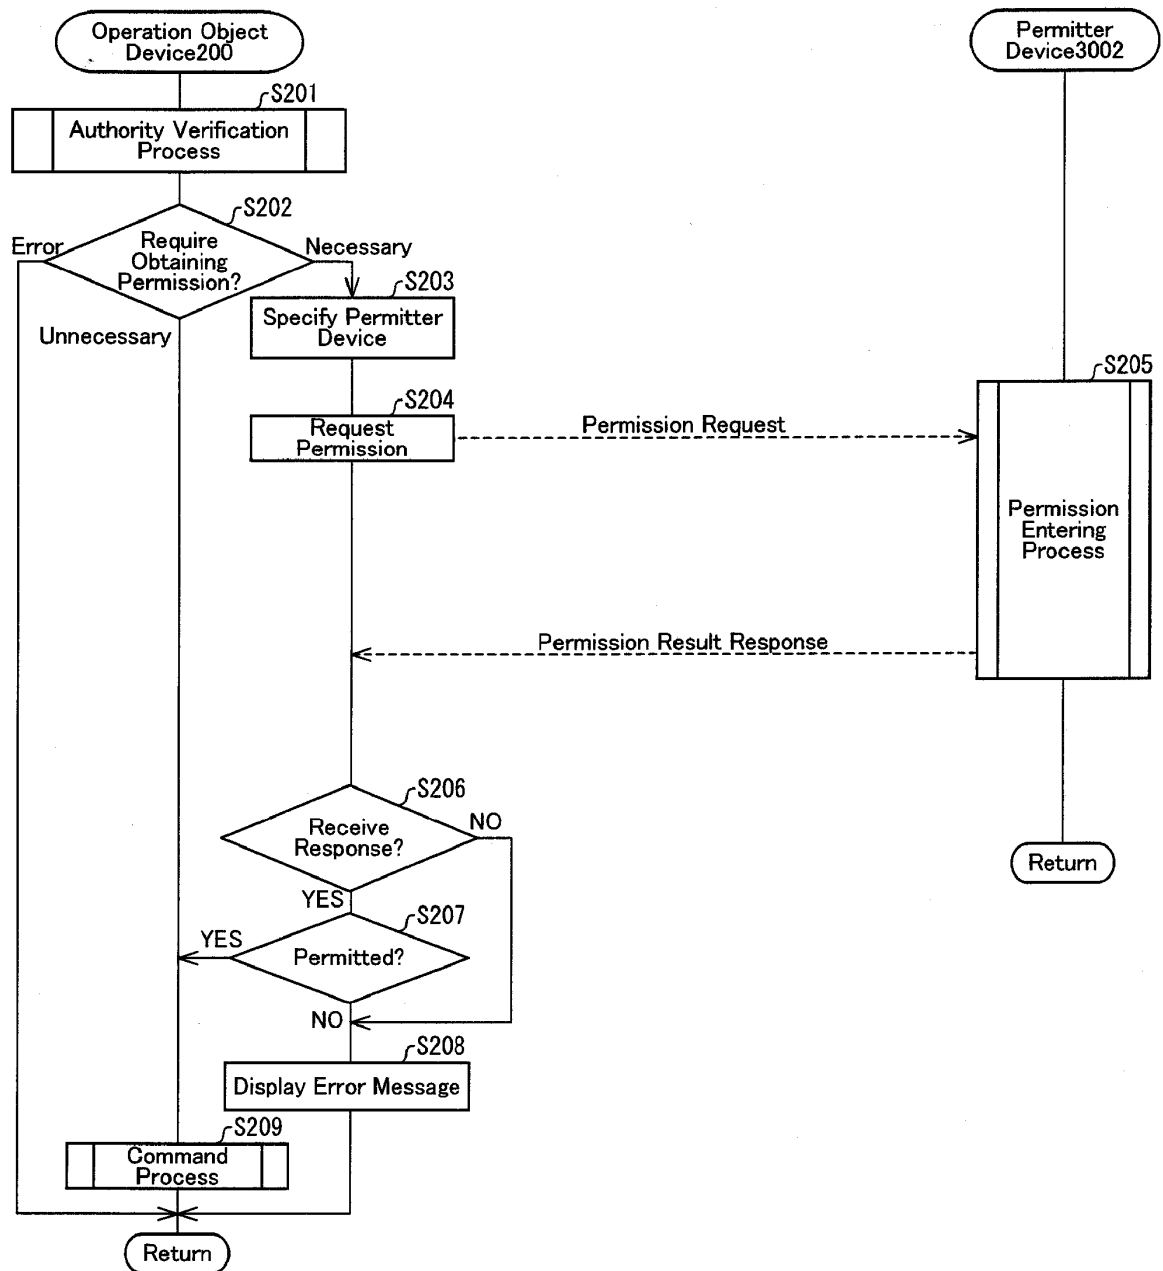 Operation Object
Device200
Permitter
Device3002
S201
Authority Verification
Process
S202
Error
Require
Obtaining
Permission?
Necessary
Unnecessary
S203
Specify Permitter
Device
S204
Request
Permission
Permission Request
S205
Permission
Entering
Process
Permission Result Response
S206
Receive
Response?
NO
YES
S207
Permitted?
YES
NO
S208
Display Error Message
S209
Command
Process
Return
Return